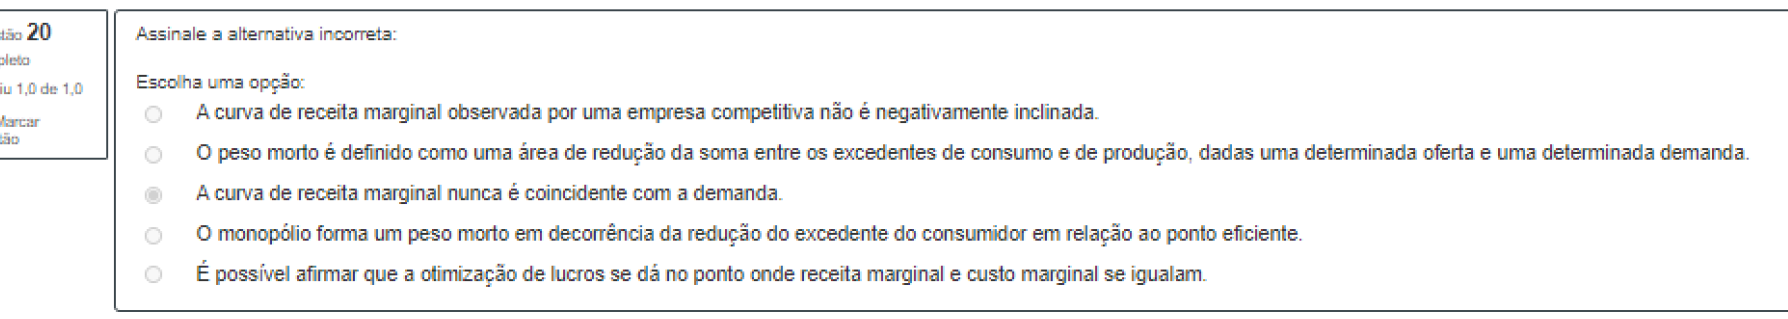 tão 20
oleto
iu 1,0 de 1,0
Marcar
tão
Assinale a alternativa incorreta:
Escolha uma opção:
A curva de receita marginal observada por uma empresa competitiva não é negativamente inclinada.
O peso morto é definido como uma área de redução da soma entre os excedentes de consumo e de produção, dadas uma determinada oferta e uma determinada demanda.
A curva de receita marginal nunca é coincidente com a demanda.
O monopólio forma um peso morto em decorrência da redução do excedente do consumidor em relação ao ponto eficiente.
É possível afirmar que a otimização de lucros se dá no ponto onde receita marginal e custo marginal se igualam.